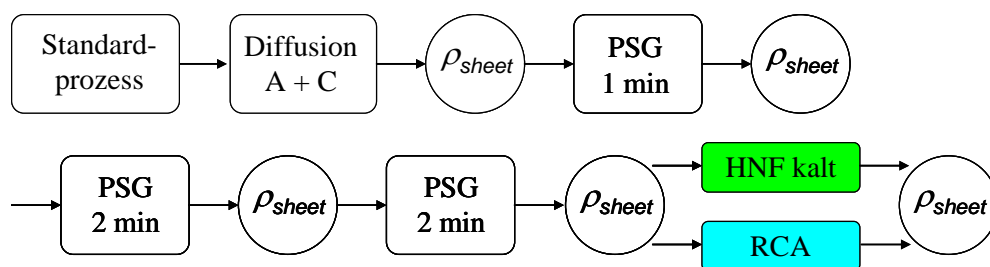 Standard-
prozess
Diffusion
A + C
ρsheet
PSG
1 min
ρsheet
PSG
2 min
ρsheet
PSG
2 min
ρsheet
HNF kalt
RCA
ρsheet